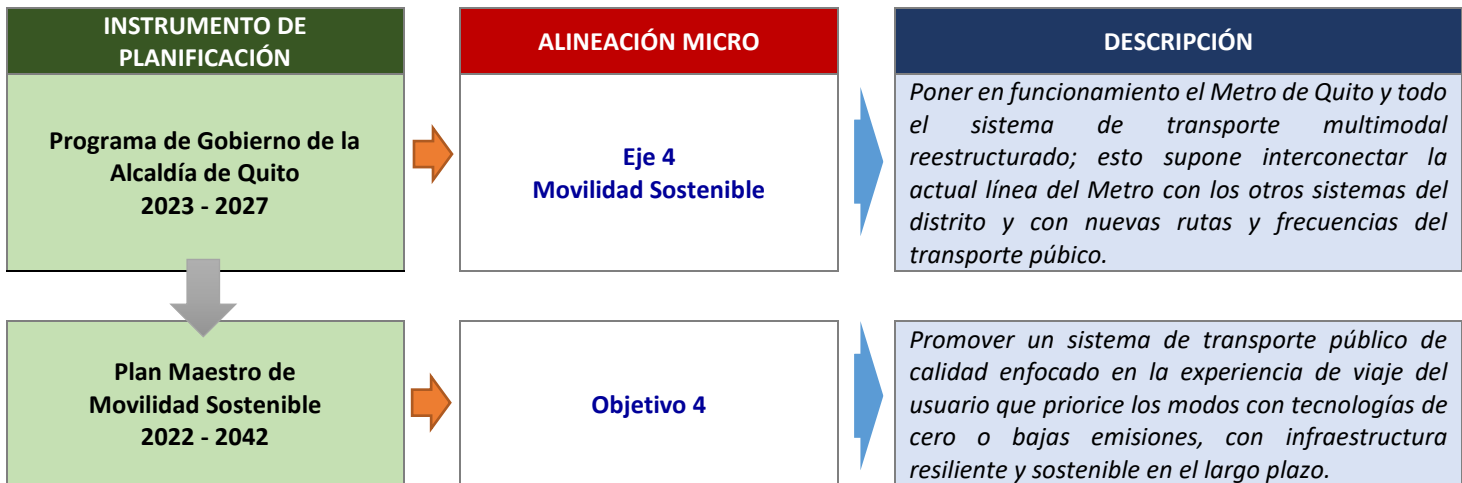 INSTRUMENTO DE
PLANIFICACIÓN
ALINEACIÓN MICRO
DESCRIPCIÓN
Programa de Gobierno de la
Alcaldía de Quito
2023 - 2027
Eje 4
Movilidad Sostenible
Poner en funcionamiento el Metro de Quito y todo
el sistema de transporte multimodal
reestructurado; esto supone interconectar la
actual línea del Metro con los otros sistemas del
distrito y con nuevas rutas y frecuencias del
transporte púbico.
Plan Maestro de
Movilidad Sostenible
2022 - 2042
Objetivo 4
Promover un sistema de transporte público de
calidad enfocado en la experiencia de viaje del
usuario que priorice los modos con tecnologías de
cero o bajas emisiones, con infraestructura
resiliente y sostenible en el largo plazo.